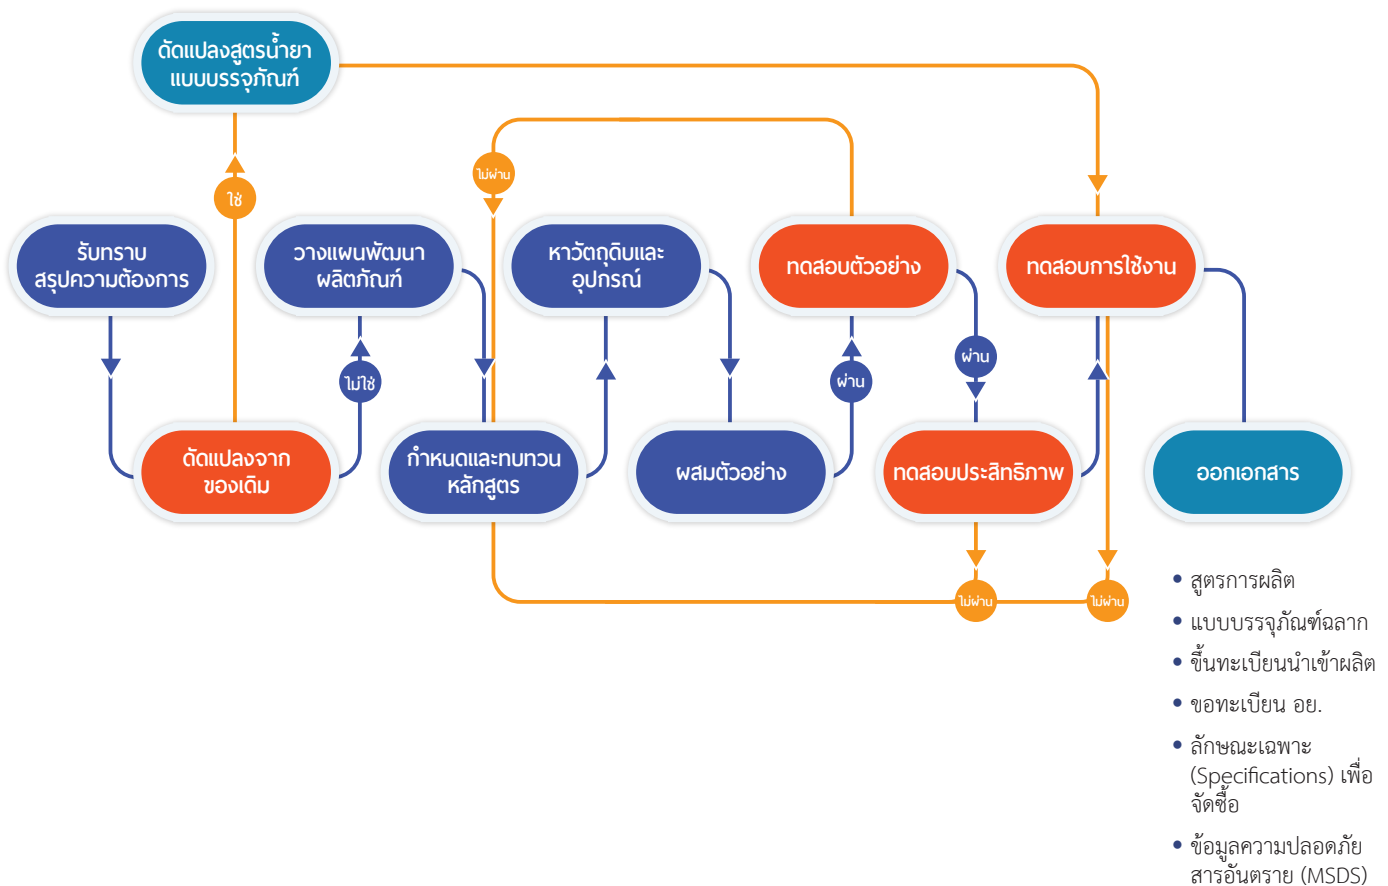 ดัดแปลงสูตรน้ำยา
แบบบรรจุภัณฑ์
ไม่ผ่าน
ใช่
รับทราบ
สรุปความต้องการ
วางแผนพัฒนา
ผลิตภัณฑ์
หาวัตถุดิบและ
อุปกรณ์
ทดสอบตัวอย่าง
ทดสอบการใช้งาน
ไม่ใช่
ผ่าน
ผ่าน
ดัดแปลงจาก
ของเดิม
กำหนดและทบทวน
หลักสูตร
ผสมตัวอย่าง
ทดสอบประสิทธิภาพ
ออกเอกสาร
ไม่ผ่าน
ไม่ผ่าน
• สูตรการผลิต
• แบบบรรจุภัณฑ์ฉลาก
• ขึ้นทะเบียนนำเข้าผลิต
• ขอทะเบียน อย.
• ลักษณะเฉพาะ
(Specifications) เพื่อ
จัดซื้อ
• ข้อมูลความปลอดภัย
สารอันตราย (MSDS)